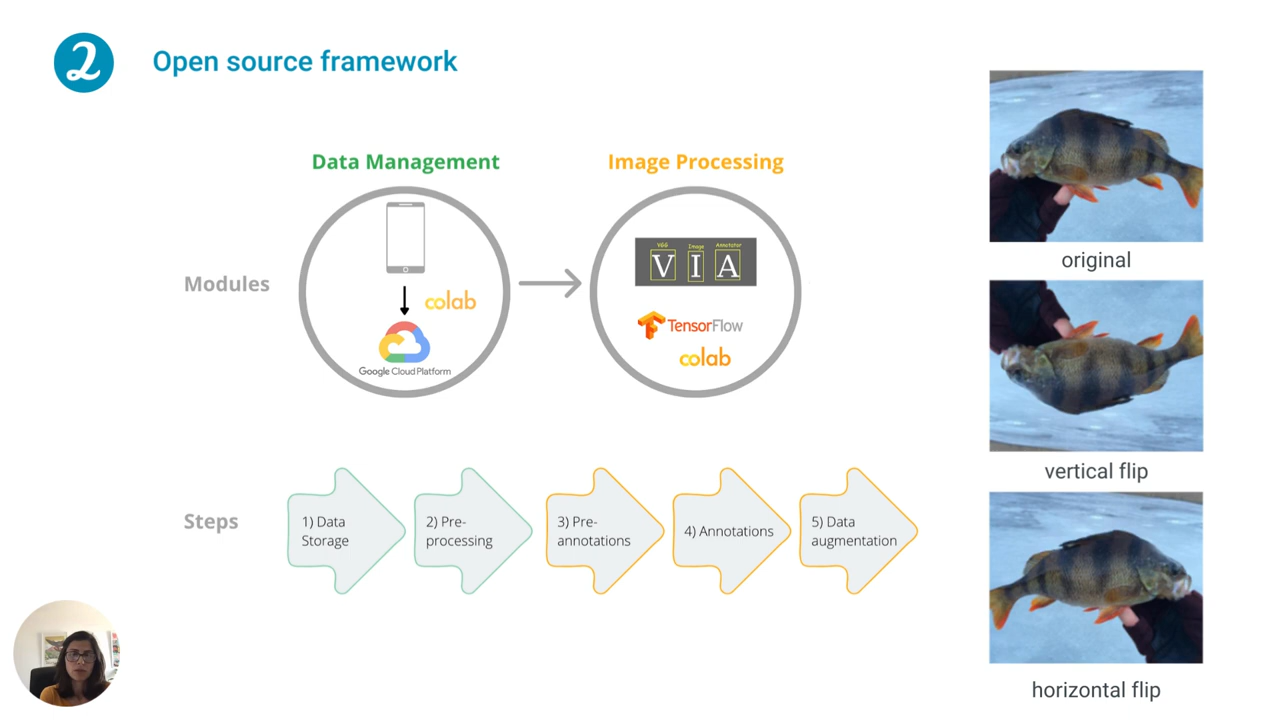 2
Open source framework
Data Management
Image Processing
Modules
colab
Google Cloud Platform
VGG Image Annotator
V I A
TensorFlow
colab
Steps
1) Data
Storage
2) Pre-
processing
3) Pre-
annotations
4) Annotations
5) Data
augmentation
original
vertical flip
horizontal flip